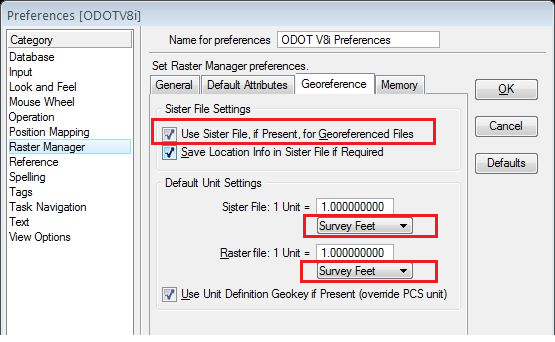 Preferences [ODOTV8i]
Category
Database
Input
Look and Feel
Mouse Wheel
Operation
Position Mapping
Raster Manager
Reference
Spelling
Tags
Task Navigation
Text
View Options
Name for preferences ODOT V8i Preferences
Set Raster Manager preferences.
General Default Attributes Georeference Memory
Sister File Settings
Use Sister File, if Present, for Georeferenced Files
Save Location Info in Sister File if Required
Default Unit Settings
Sister File: 1 Unit = 1.000000000
Survey Feet
Raster file: 1 Unit = 1.000000000
Survey Feet
Use Unit Definition Geokey if Present (override PCS unit)
OK
Cancel
Defaults